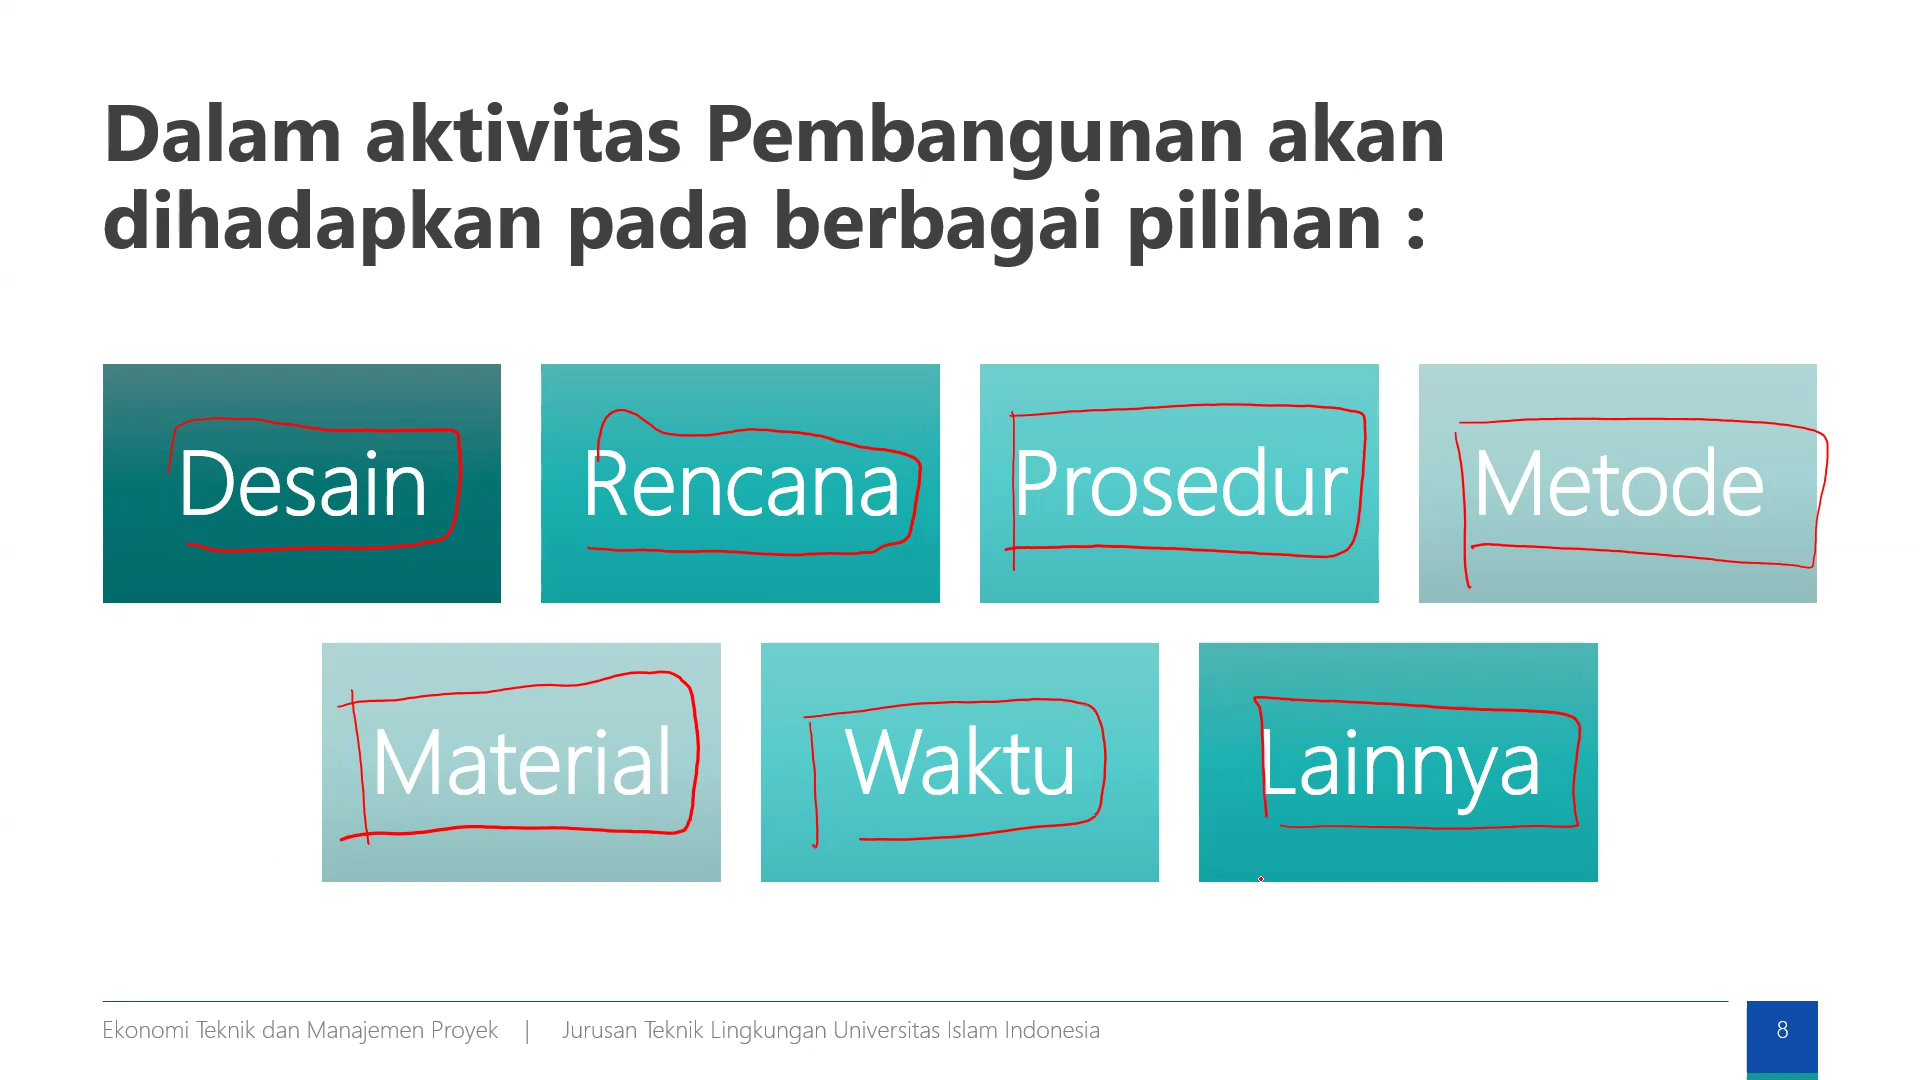 Dalam aktivitas Pembangunan akan
dihadapkan pada berbagai pilihan :
Desain
Rencana
Prosedur
Metode
Material
Waktu
Lainnya
Ekonomi Teknik dan Manajemen Proyek | Jurusan Teknik Lingkungan Universitas Islam Indonesia
8